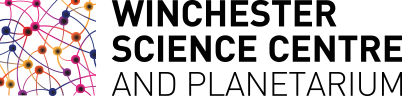 WINCHESTER
SCIENCE CENTRE
AND PLANETARIUM